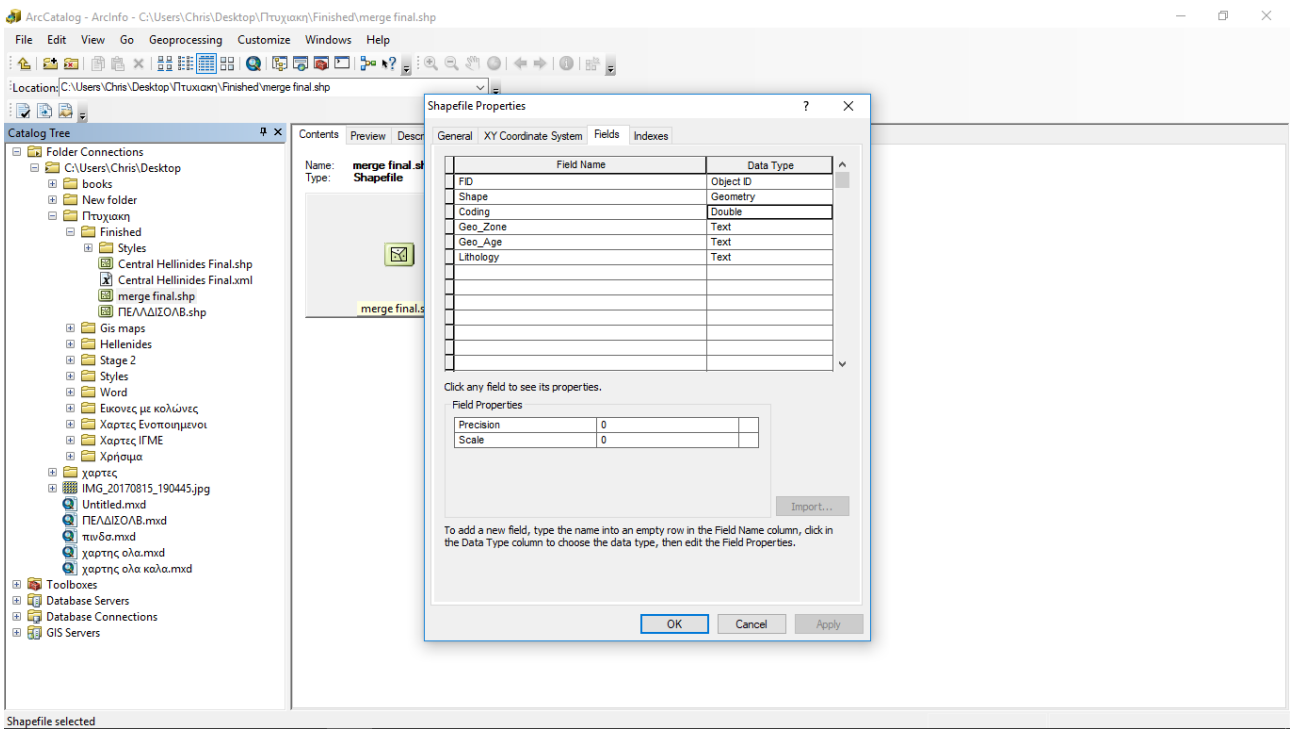 ArcCatalog - ArcInfo - C:\Users\Chris\Desktop\Πτυχιακη\Finished\merge final.shp
File Edit View Go Geoprocessing Customize Windows Help
Location: C:\Users\Chris\Desktop\Πτυχιακη\Finished\merge final.shp
Catalog Tree
Folder Connections
C:\Users\Chris\Desktop
books
New folder
Πτυχιακη
Finished
Styles
Central Hellinides Final.shp
Central Hellinides Final.xml
merge final.shp
ΠΕΛΛΔΙΣΟΛΒ.shp
Gis maps
Hellenides
Stage 2
Styles
Word
Εικονες με κολώνες
Χαρτες Ενοποιημενοι
Χαρτες ΙΓΜΕ
Χρήσιμα
χαρτες
IMG_20170815_190445.jpg
Untitled.mxd
ΠΕΛΔΙΣΟΛΒ.mxd
πινδσ.mxd
χαρτης ολα.mxd
χαρτης ολα καλα.mxd
Toolboxes
Database Servers
Database Connections
GIS Servers
Contents Preview Descr
Name: merge final.sh
Type: Shapefile
merge final.s
Shapefile Properties ?
General XY Coordinate System Fields Indexes
Field Name Data Type
FID Object ID
Shape Geometry
Coding Double
Geo_Zone Text
Geo_Age Text
Lithology Text
Click any field to see its properties.
Field Properties
Precision 0
Scale 0
Import...
To add a new field, type the name into an empty row in the Field Name column, click in
the Data Type column to choose the data type, then edit the Field Properties.
OK Cancel Apply
Shapefile selected